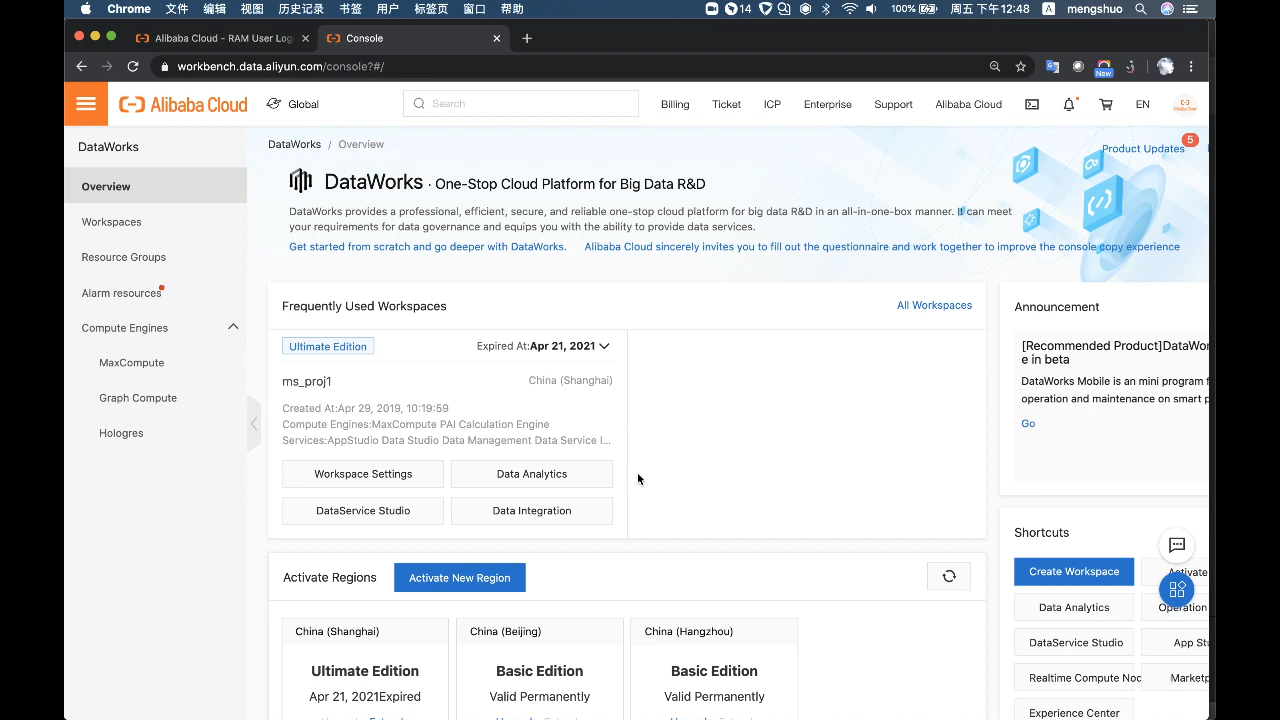 Chrome 文件 编辑 视图 历史记录 书签 用户 标签页 窗口 帮助 14 100% 周五下午12:48 A mengshuo
Alibaba Cloud - RAM User Log
Console
workbench.data.aliyun.com/console?#/
New
Alibaba Cloud
Global
Search
Billing Ticket ICP Enterprise Support Alibaba Cloud EN
DataWorks
Overview
Workspaces
Resource Groups
Alarm resources
Compute Engines
MaxCompute
Graph Compute
Hologres
DataWorks / Overview
Product Updates 5
DataWorks · One-Stop Cloud Platform for Big Data R&D
DataWorks provides a professional, efficient, secure, and reliable one-stop cloud platform for big data R&D in an all-in-one-box manner. It can meet
your requirements for data governance and equips you with the ability to provide data services.
Get started from scratch and go deeper with DataWorks. Alibaba Cloud sincerely invites you to fill out the questionnaire and work together to improve the console copy experience
Frequently Used Workspaces
All Workspaces
Ultimate Edition
Expired At:Apr 21, 2021
ms_proj1
China (Shanghai)
Created At:Apr 29, 2019, 10:19:59
Compute Engines:MaxCompute PAI Calculation Engine
Services:AppStudio Data Studio Data Management Data Service I...
Workspace Settings
Data Analytics
DataService Studio
Data Integration
Activate Regions
Activate New Region
China (Shanghai)
Ultimate Edition
Apr 21, 2021Expired
China (Beijing)
Basic Edition
Valid Permanently
China (Hangzhou)
Basic Edition
Valid Permanently
Announcement
[Recommended Product]DataWor
e in beta
DataWorks Mobile is an mini program f
operation and maintenance on smart p
Go
Shortcuts
Create Workspace
Activate
Data Analytics
Operation
DataService Studio
App Stu
Realtime Compute Noc
Marketp
Experience Center